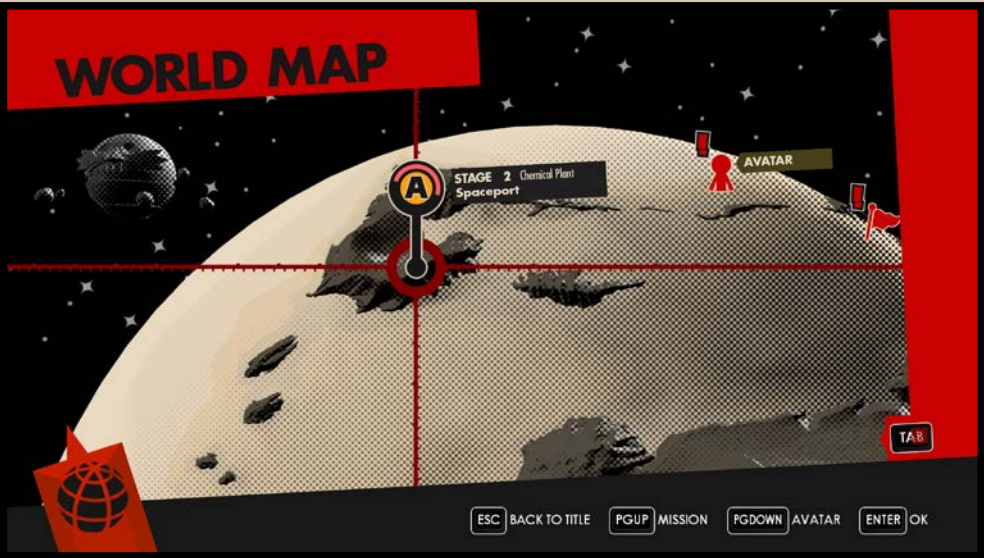 WORLD MAP
A
STAGE 2 Chemical Plant
Spaceport
AVATAR
TAB
ESC BACK TO TITLE PGUP MISSION PGDOWN AVATAR ENTER OK